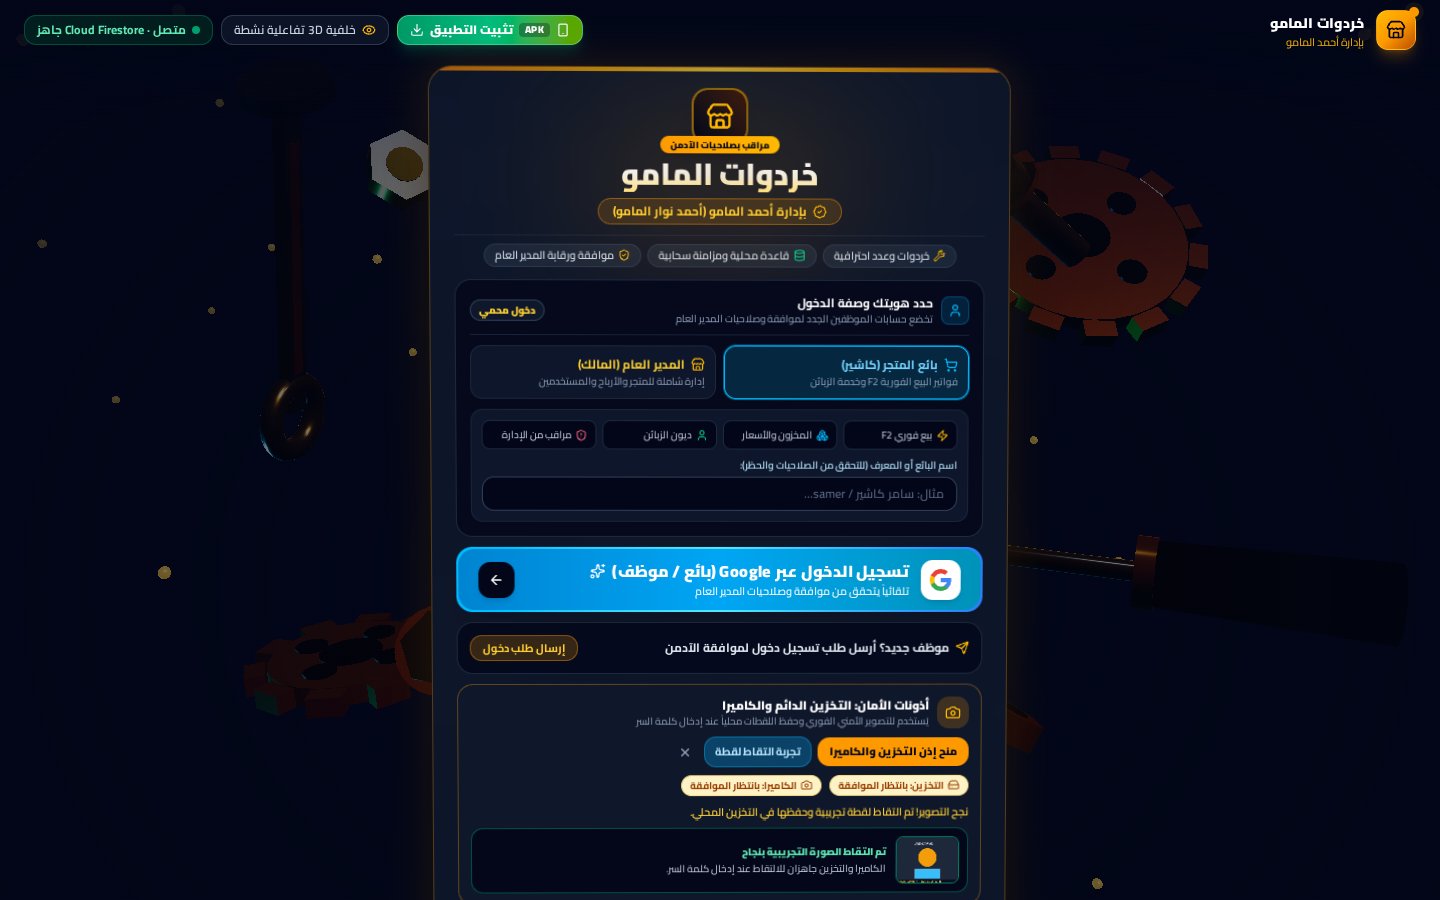 خردوات المامو
بإدارة أحمد المامو
تثبيت التطبيق APK
خلفية 3D تفاعلية نشطة
متصل · Cloud Firestore جاهز
مراقب بصلاحيات الآدمن
خردوات المامو
بإدارة أحمد المامو (أحمد نوار المامو)
خردوات وعدد احترافية
قاعدة محلية ومزامنة سحابية
موافقة ورقابة المدير العام
حدد هويتك وصفة الدخول
تخضع حسابات الموظفين الجدد لموافقة وصلاحيات المدير العام
دخول محمي
بائع المتجر (كاشير)
فواتير البيع الفورية F2 وخدمة الزبائن
المدير العام (المالك)
إدارة شاملة للمتجر والأرباح والمستخدمين
بيع فوري F2
المخزون والأسعار
ديون الزبائن
مراقب من الإدارة
اسم البائع أو المعرف (للتحقق من الصلاحيات والحظر):
مثال: سامر كاشير / samer...
تسجيل الدخول عبر Google (بائع / موظف)
تلقائياً يتحقق من موافقة وصلاحيات المدير العام
موظف جديد؟ أرسل طلب تسجيل دخول لموافقة الآدمن
إرسال طلب دخول
أذونات الأمان: التخزين الدائم والكاميرا
يُستخدم للتصوير الأمني الفوري وحفظ اللقطات محلياً عند إدخال كلمة السر
منح إذن التخزين والكاميرا
تجربة التقاط لقطة
التخزين: بانتظار الموافقة
الكاميرا: بانتظار الموافقة
نجح التصوير! تم التقاط لقطة تجريبية وحفظها في التخزين المحلي.
تم التقاط الصورة التجريبية بنجاح
الكاميرا والتخزين جاهزان للالتقاط عند إدخال كلمة السر.